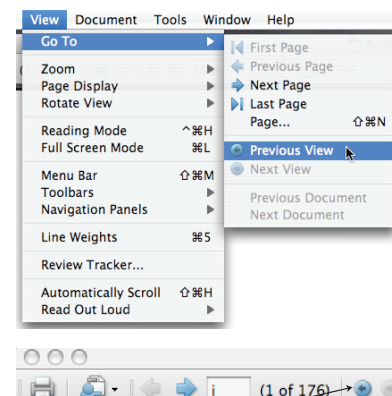 View Document Tools Window Help
Go To
First Page
Previous Page
Next Page
Last Page
Page... ⇧⌘N
Previous View
Next View
Previous Document
Next Document
Zoom
Page Display
Rotate View
Reading Mode ^⌘H
Full Screen Mode ⌘L
Menu Bar ⇧⌘M
Toolbars
Navigation Panels
Line Weights ⌘5
Review Tracker...
Automatically Scroll ⇧⌘H
Read Out Loud
i (1 of 176)